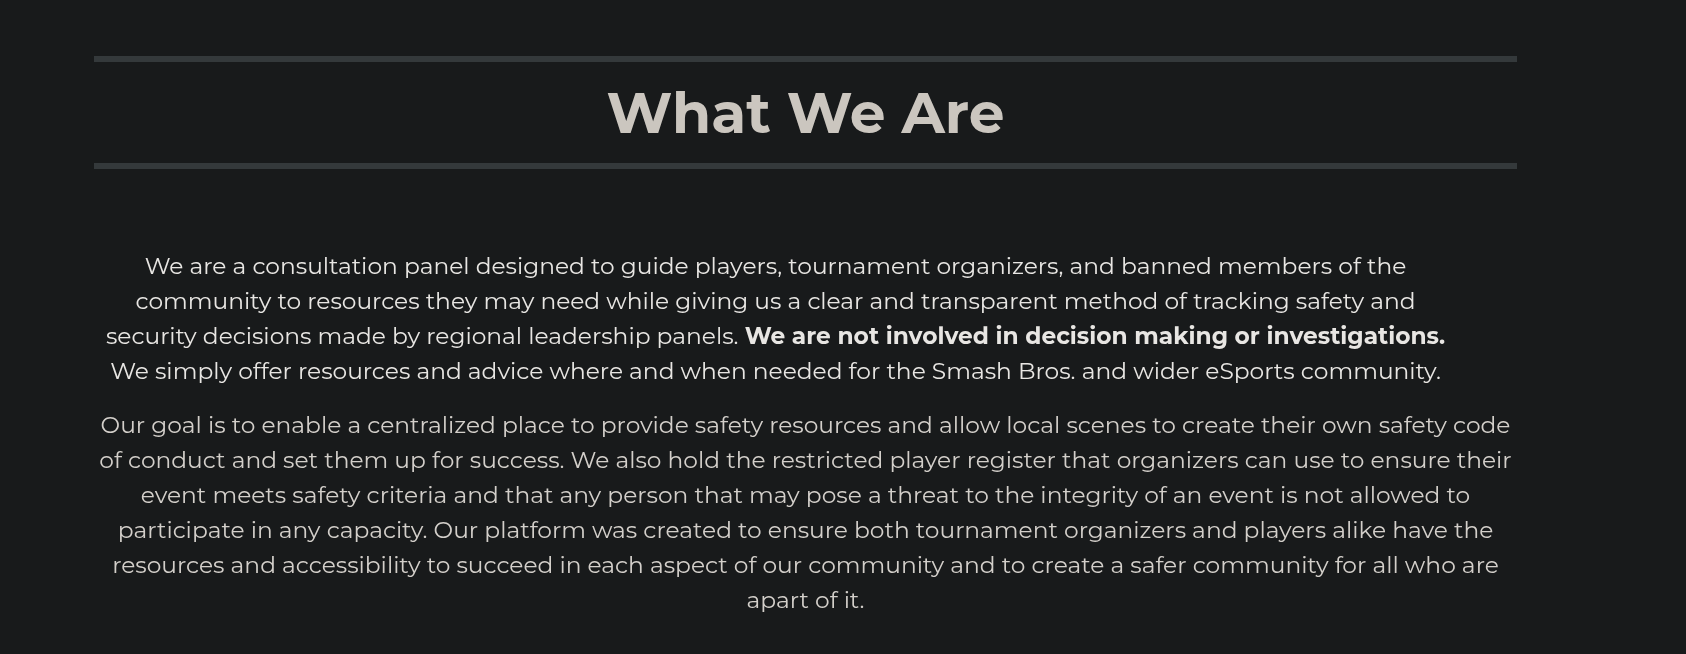 What We Are
We are a consultation panel designed to guide players, tournament organizers, and banned members of the
community to resources they may need while giving us a clear and transparent method of tracking safety and
security decisions made by regional leadership panels. We are not involved in decision making or investigations.
We simply offer resources and advice where and when needed for the Smash Bros. and wider eSports community.
Our goal is to enable a centralized place to provide safety resources and allow local scenes to create their own safety code
of conduct and set them up for success. We also hold the restricted player register that organizers can use to ensure their
event meets safety criteria and that any person that may pose a threat to the integrity of an event is not allowed to
participate in any capacity. Our platform was created to ensure both tournament organizers and players alike have the
resources and accessibility to succeed in each aspect of our community and to create a safer community for all who are
apart of it.